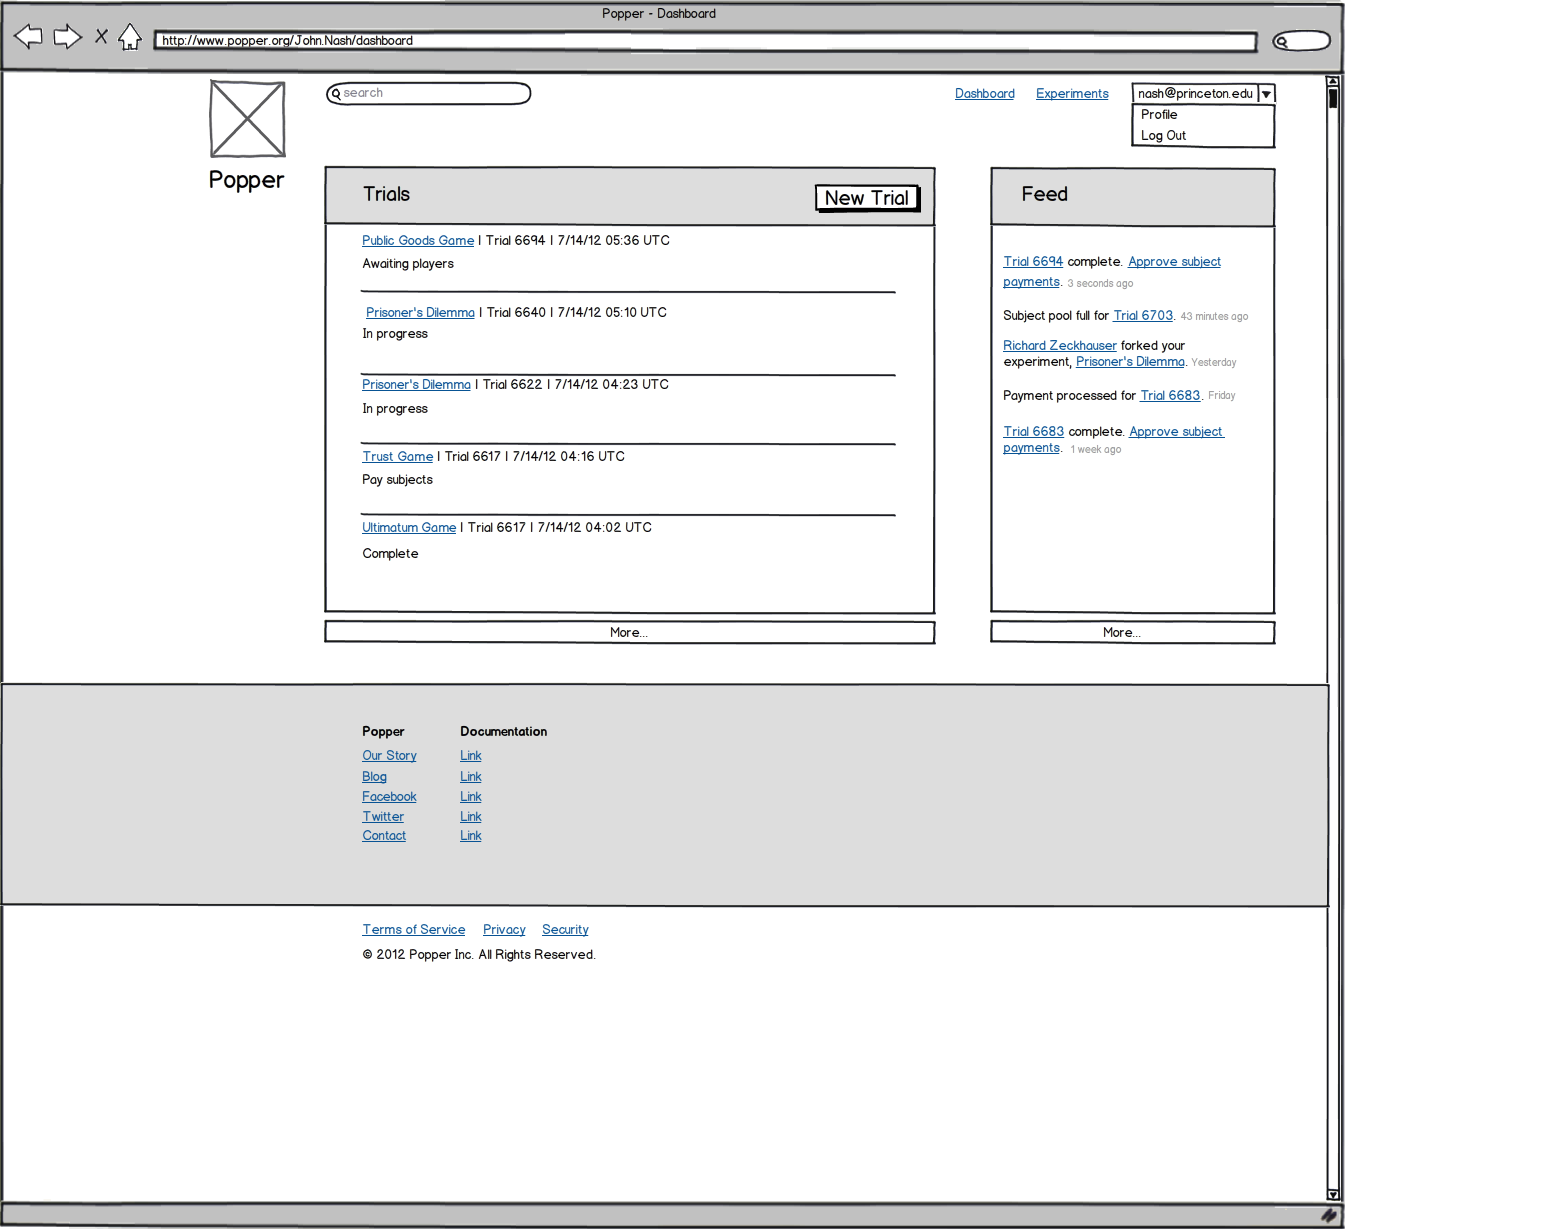 Popper - Dashboard
http://www.popper.org/John.Nash/dashboard
search
Dashboard Experiments nash@princeton.edu
Profile
Log Out
Popper
Trials New Trial
Public Goods Game | Trial 6694 | 7/14/12 05:36 UTC
Awaiting players
Prisoner's Dilemma | Trial 6640 | 7/14/12 05:10 UTC
In progress
Prisoner's Dilemma | Trial 6622 | 7/14/12 04:23 UTC
In progress
Trust Game | Trial 6617 | 7/14/12 04:16 UTC
Pay subjects
Ultimatum Game | Trial 6617 | 7/14/12 04:02 UTC
Complete
More...
Feed
Trial 6694 complete. Approve subject
payments. 3 seconds ago
Subject pool full for Trial 6703. 43 minutes ago
Richard Zeckhauser forked your
experiment, Prisoner's Dilemma. Yesterday
Payment processed for Trial 6683. Friday
Trial 6683 complete. Approve subject
payments. 1 week ago
More...
Popper Documentation
Our Story Link
Blog Link
Facebook Link
Twitter Link
Contact Link
Terms of Service Privacy Security
© 2012 Popper Inc. All Rights Reserved.